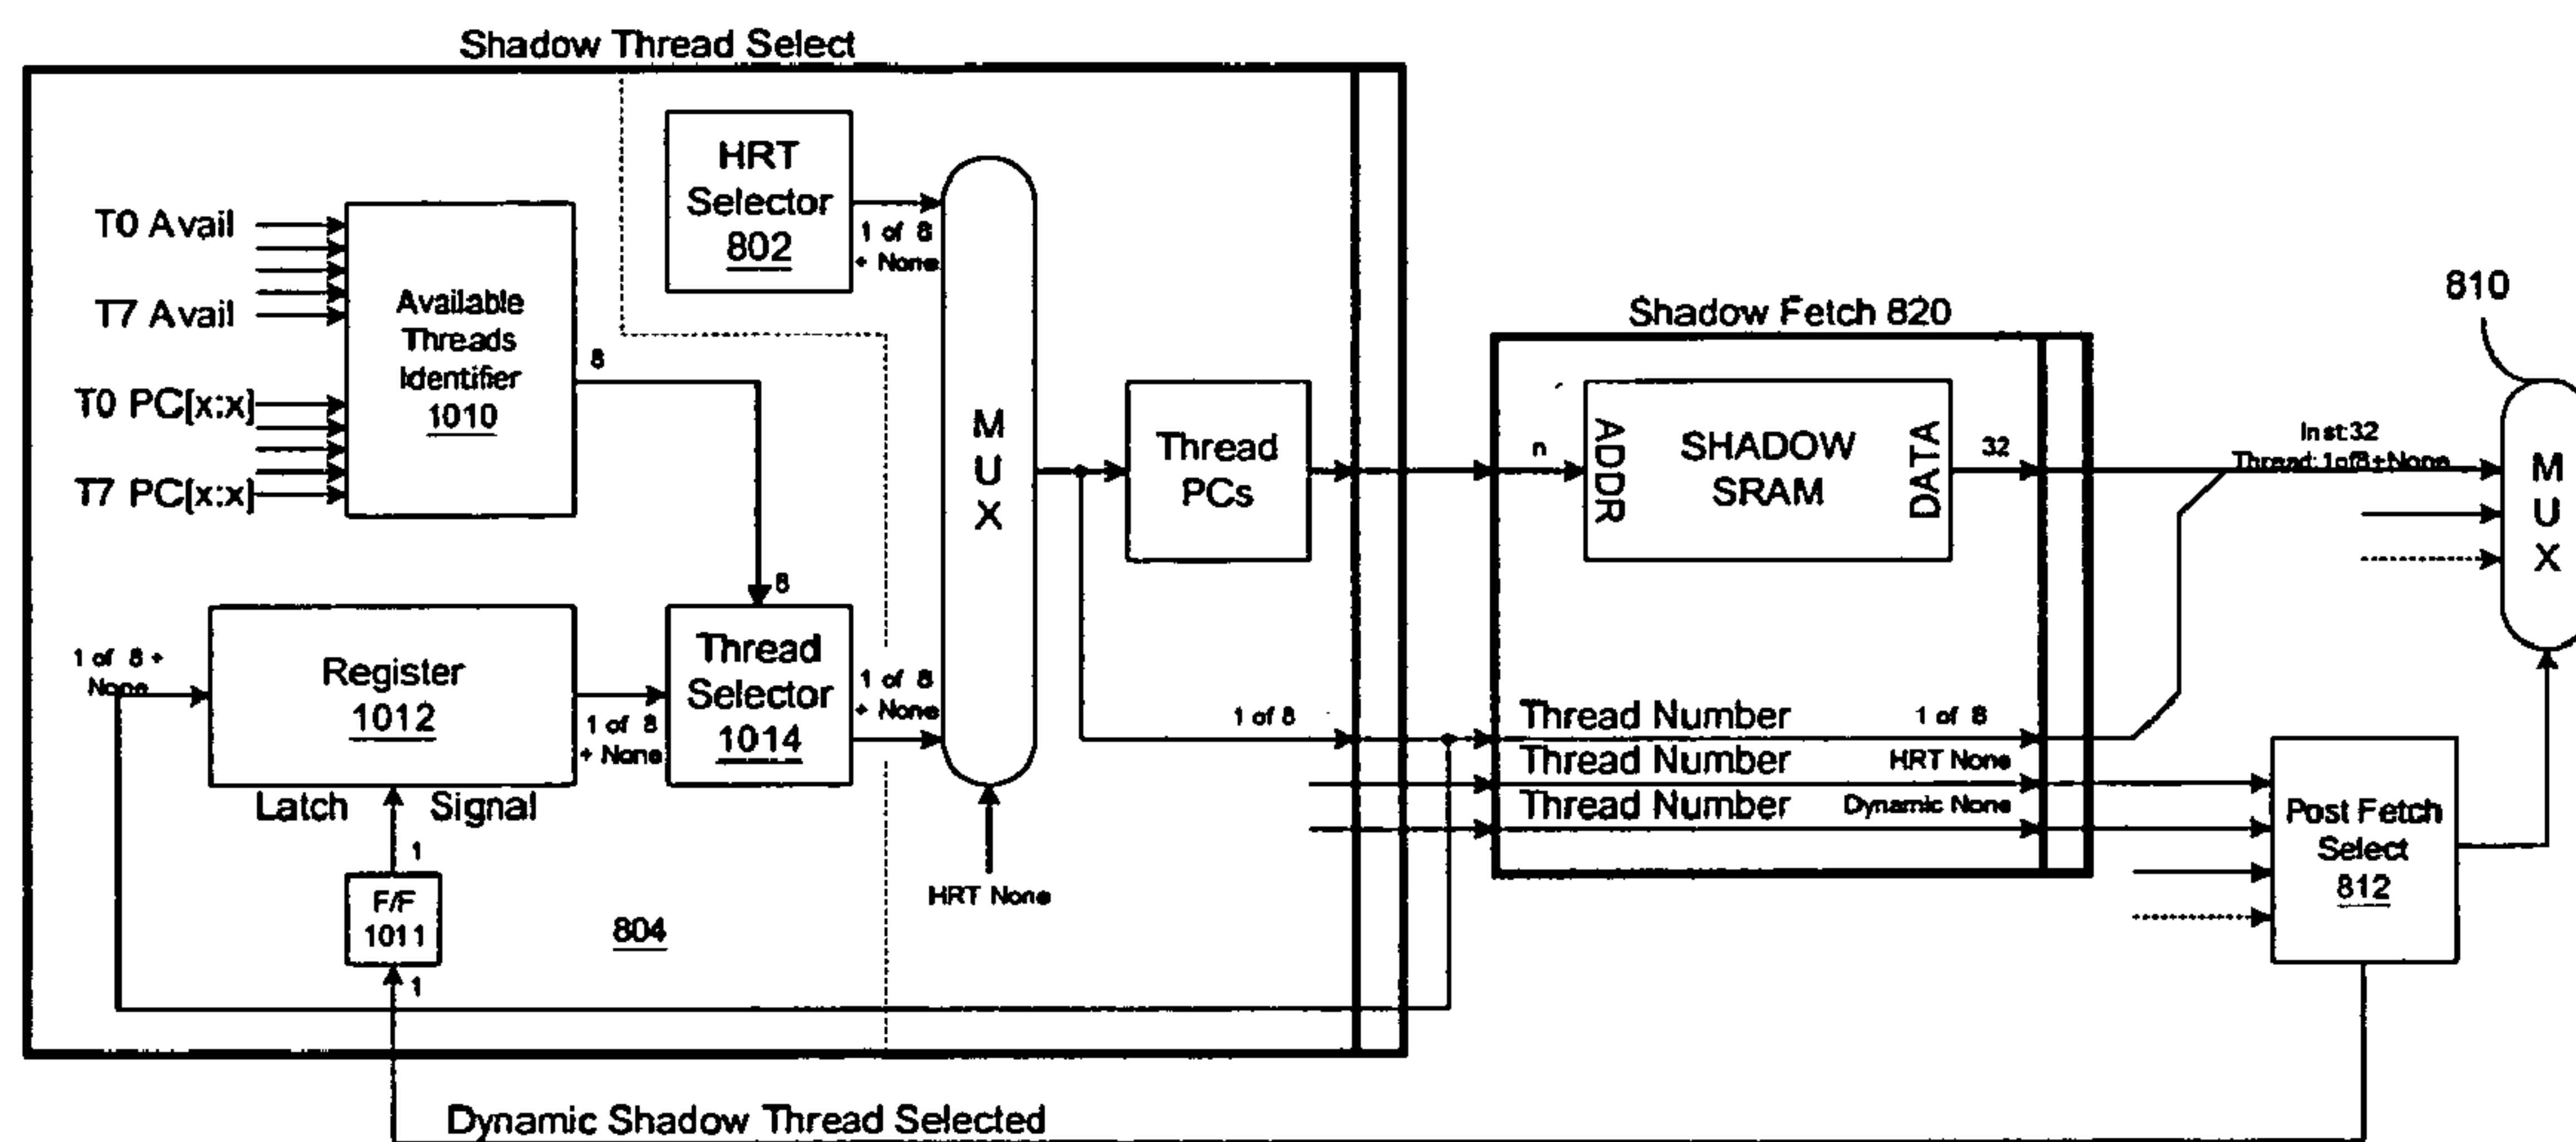 Shadow Thread Select
HRT
Selector
802
1 of 8
+ None
T0 Avail
T7 Avail
T0 PC[x:x]
T7 PC[x:x]
Available
Threads
Identifier
1010
8
8
1 of 8 +
None
Register
1012
Latch Signal
1 of 8
+ None
Thread
Selector
1014
1 of 8
+ None
1
F/F
1011
1
804
M
U
X
HRT None
Thread
PCs
1 of 8
Shadow Fetch 820
n
ADDR
SHADOW
SRAM
DATA
32
Thread Number 1 of 8
Thread Number HRT None
Thread Number Dynamic None
Inst:32
Thread:1of8+None
810
M
U
X
Post Fetch
Select
812
Dynamic Shadow Thread Selected